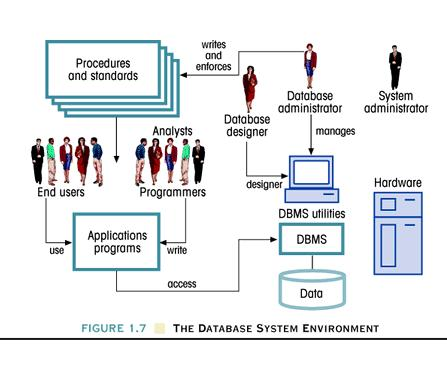 writes
and
enforces
Procedures
and standards
Database
administrator
System
administrator
Database
designer
manages
Analysts
End users
Programmers
designer
Hardware
DBMS utilities
Applications
programs
use
write
DBMS
access
Data
FIGURE 1.7 THE DATABASE SYSTEM ENVIRONMENT